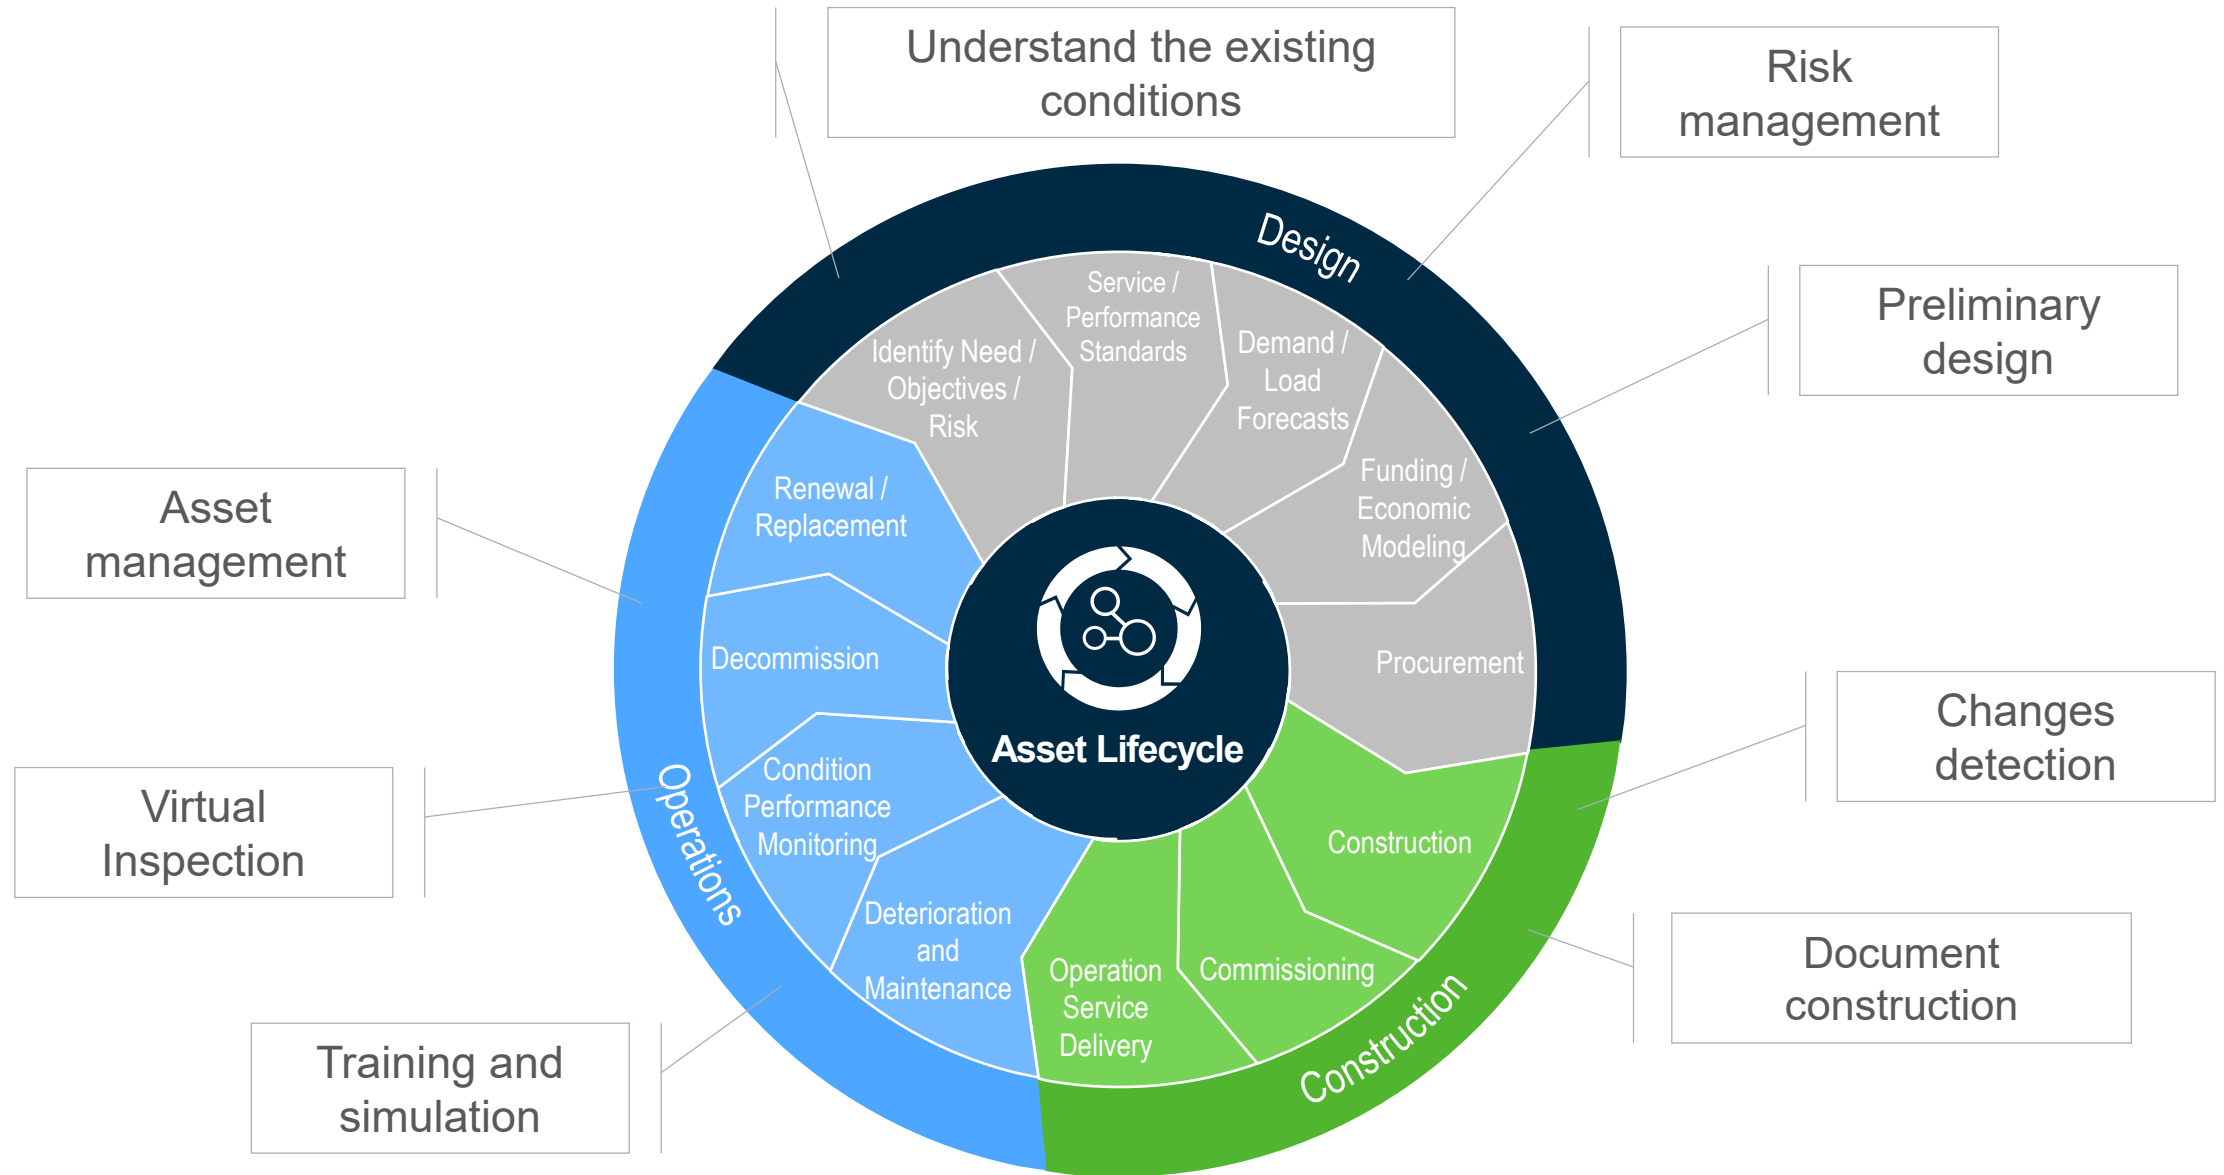 Understand the existing
conditions
Risk
management
Preliminary
design
Changes
detection
Document
construction
Training and
simulation
Virtual
Inspection
Asset
management
Design
Construction
Operations
Identify Need /
Objectives /
Risk
Service /
Performance
Standards
Demand /
Load
Forecasts
Funding /
Economic
Modeling
Procurement
Construction
Commissioning
Operation
Service
Delivery
Deterioration
and
Maintenance
Condition
Performance
Monitoring
Decommission
Renewal /
Replacement
Asset Lifecycle